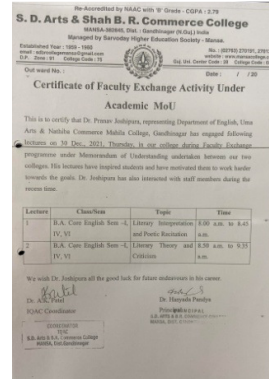 Re-Accredited by NAAC with 'B' Grade - CGPA - 2.79
S. D. Arts & Shah B. R. Commerce College
MANSA-382845, Dist. : Gandhinagar (N.Guj.) India
Managed by Sarvoday Higher Education Society - Mansa.
Established Year : 1959 - 1960
Out ward No. :
Date : / / 20
Certificate of Faculty Exchange Activity Under
Academic MoU
This is to certify that Dr. Pranav Joshipura, representing Department of English, Uma
Arts & Nathiba Commerce Mahila College, Gandhinagar has engaged following
lectures on 30 Dec., 2021, Thursday, in our college during Faculty Exchange
programme under Memorandum of Understanding undertaken between our two
colleges. His lectures have inspired students and have motivated them to work harder
towards the goals. Dr. Joshipura has also interacted with staff members during the
recess time.
Lecture Class/Sem Topic Time
1 B.A. Core English Sem –I, Literary Interpretation 8.00 a.m. to 8.45
IV, VI and Poetic Recitation a.m.
2 B.A. Core English Sem –I, Literary Theory and 8.50 a.m. to 9.35
IV, VI Criticism a.m.
We wish Dr. Joshipura all the good luck for future endeavours in his career.
Patel
IQAC Coordinator
Principal
COORDINATOR
S.D. Arts & B.R. Commerce College